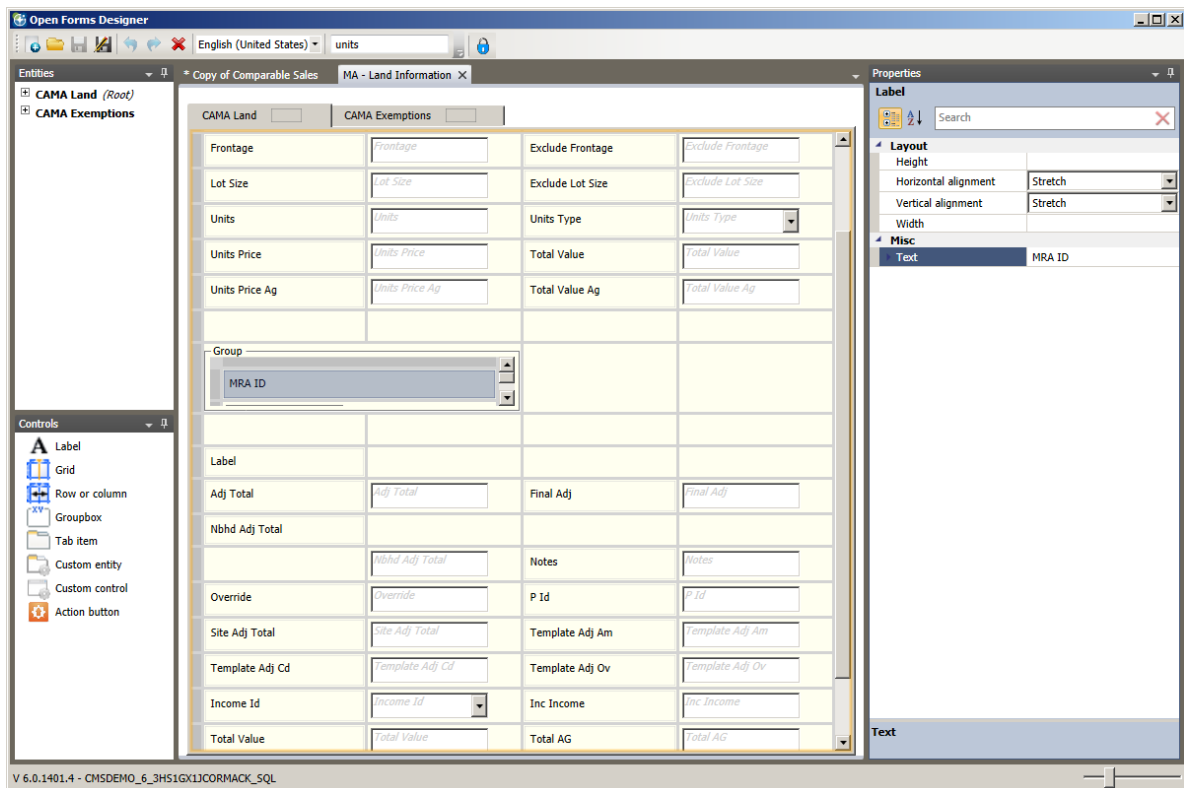 Open Forms Designer
English (United States) units
Entities
CAMA Land (Root)
CAMA Exemptions
* Copy of Comparable Sales MA - Land Information X
CAMA Land CAMA Exemptions
Frontage Frontage Exclude Frontage Exclude Frontage
Lot Size Lot Size Exclude Lot Size Exclude Lot Size
Units Units Units Type Units Type
Units Price Units Price Total Value Total Value
Units Price Ag Units Price Ag Total Value Ag Total Value Ag
Group
MRA ID
Label
Adj Total Adj Total Final Adj Final Adj
Nbhd Adj Total
Nbhd Adj Total Notes Notes
Override Override P Id P Id
Site Adj Total Site Adj Total Template Adj Am Template Adj Am
Template Adj Cd Template Adj Cd Template Adj Ov Template Adj Ov
Income Id Income Id Inc Income Inc Income
Total Value Total Value Total AG Total AG
Controls
A Label
Grid
Row or column
XY Groupbox
Tab item
Custom entity
Custom control
Action button
Properties
Label
A Z Search
Layout
Height
Horizontal alignment Stretch
Vertical alignment Stretch
Width
Misc
Text MRA ID
Text
V 6.0.1401.4 - CMSDEMO_6_3HS1GX1JCORMACK_SQL